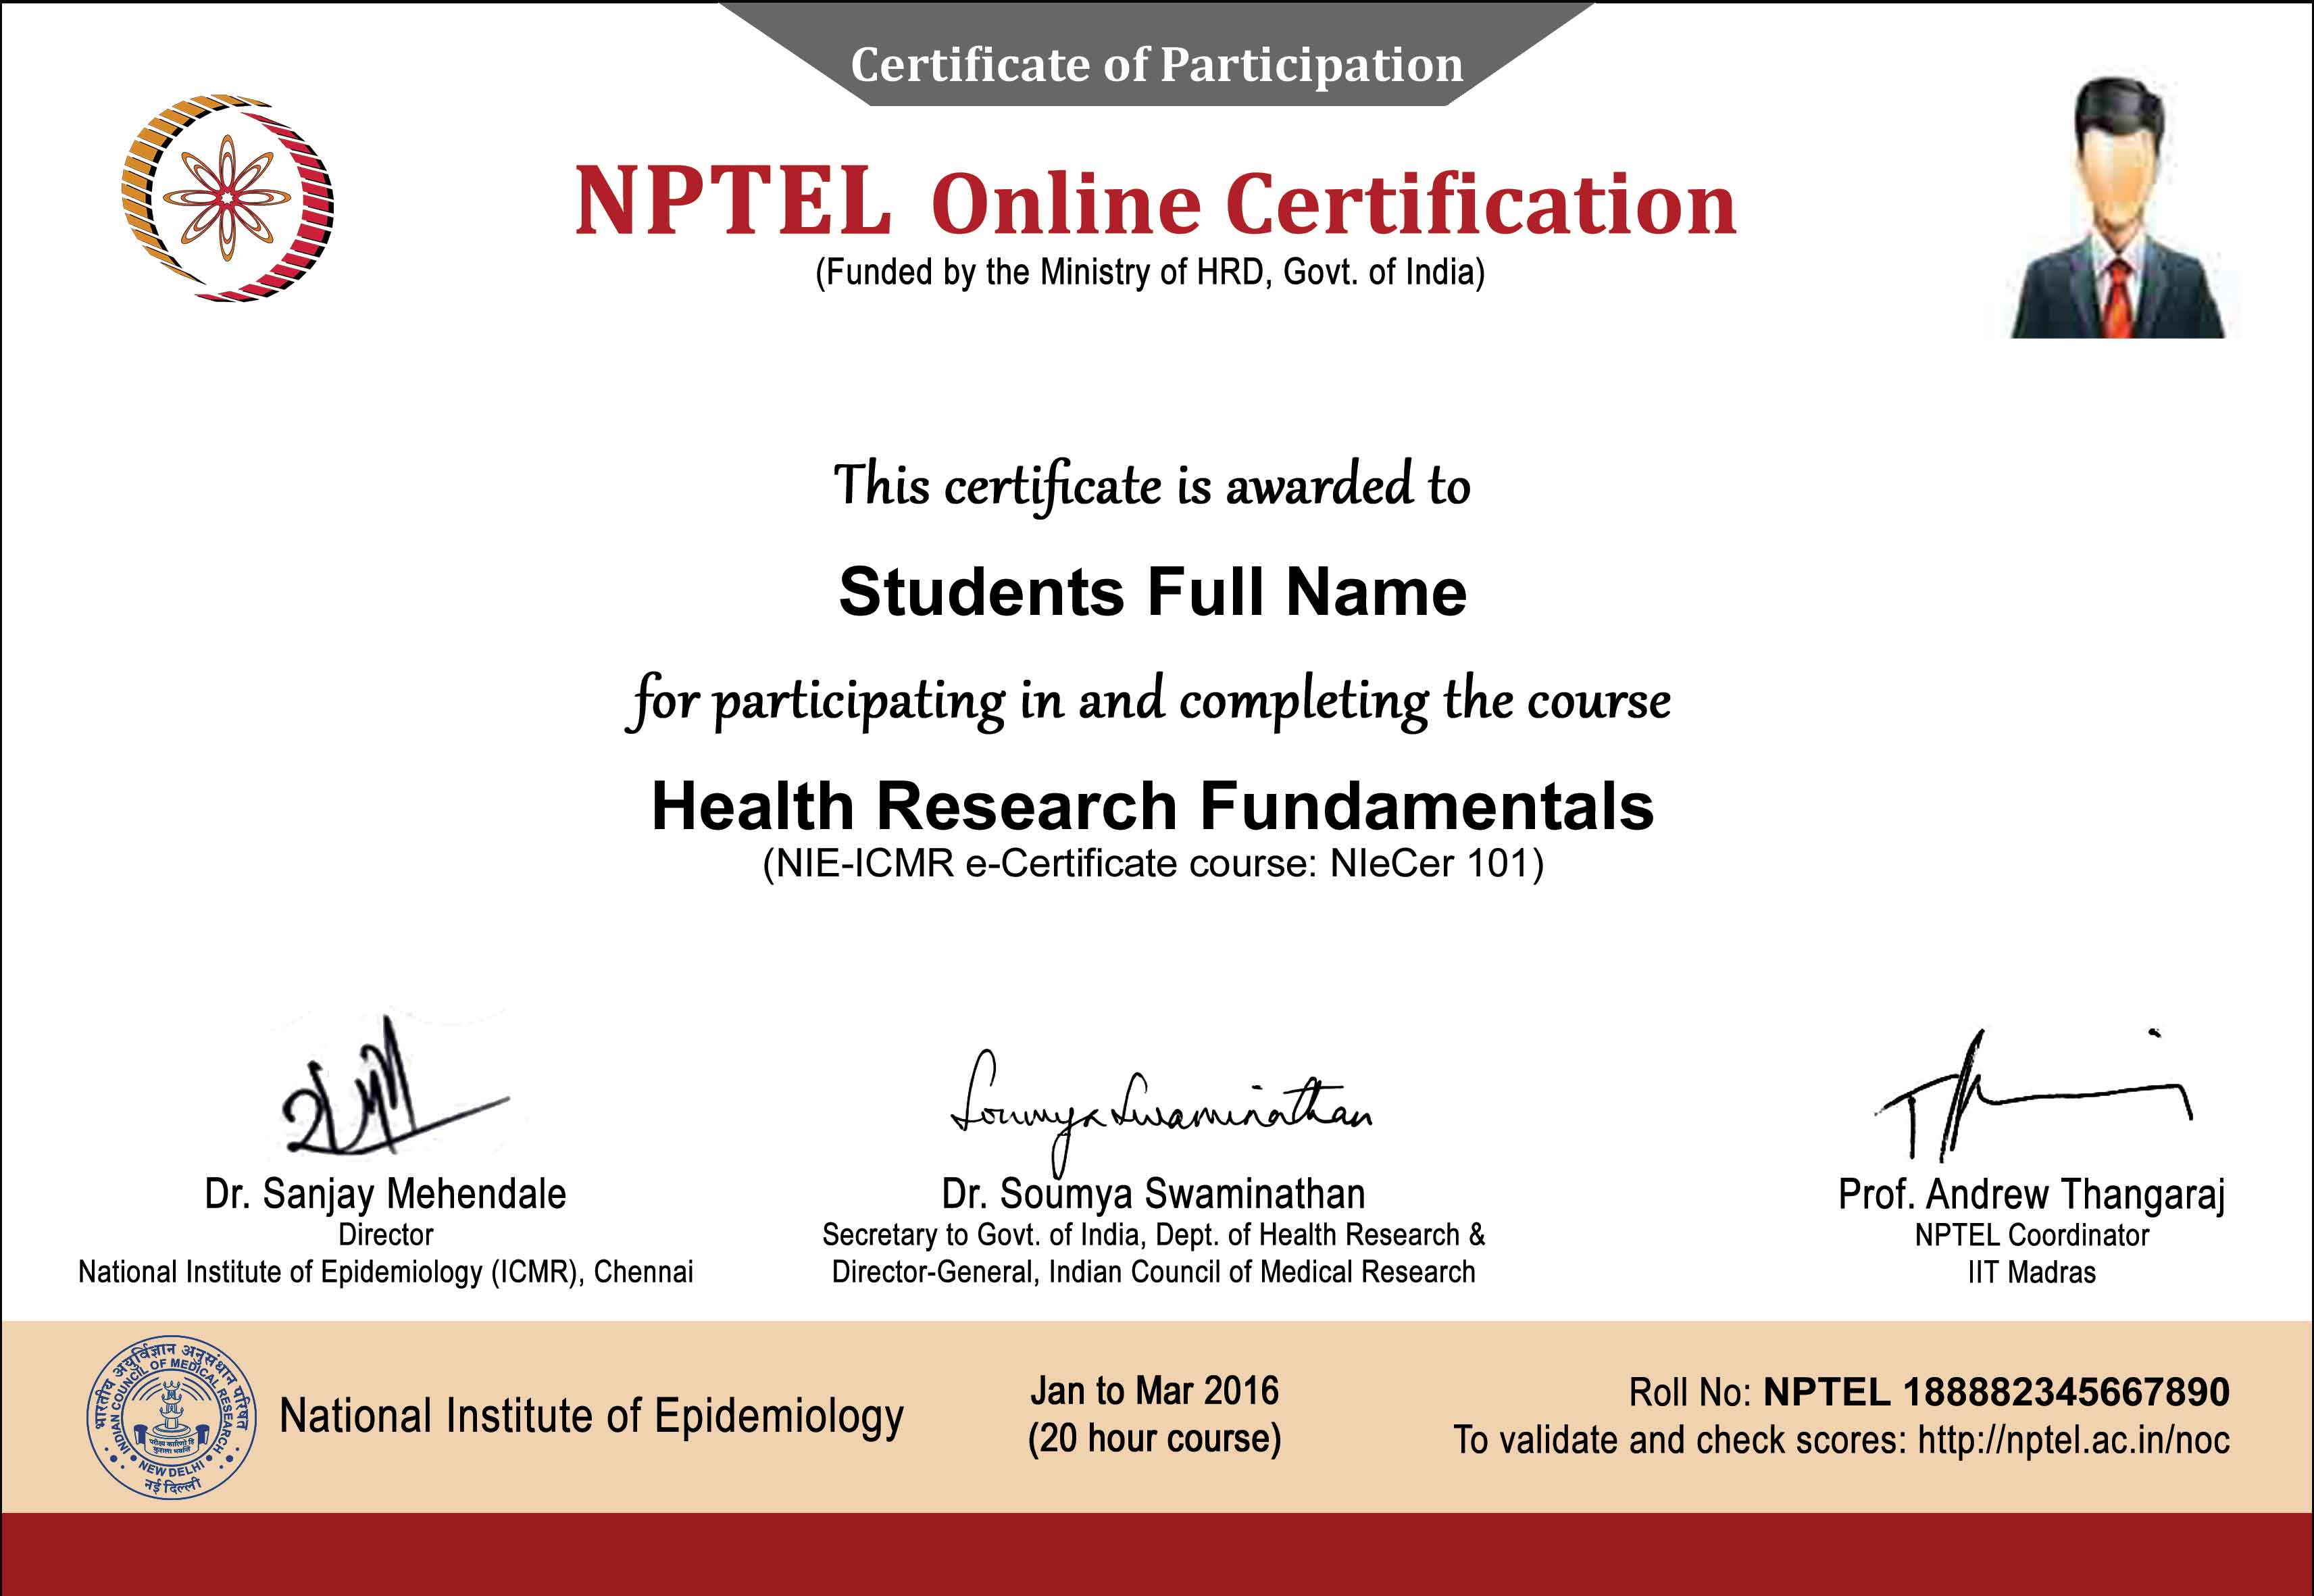 Certificate of Participation
NPTEL Online Certification
(Funded by the Ministry of HRD, Govt. of India)
This certificate is awarded to
Students Full Name
for participating in and completing the course
Health Research Fundamentals
(NIE-ICMR e-Certificate course: NIeCer 101)
Soumya Swaminathan
Dr. Sanjay Mehendale
Director
National Institute of Epidemiology (ICMR), Chennai
Dr. Soumya Swaminathan
Secretary to Govt. of India, Dept. of Health Research &
Director-General, Indian Council of Medical Research
Prof. Andrew Thangaraj
NPTEL Coordinator
IIT Madras
भारतीय आयुर्विज्ञान अनुसंधान परिषद
INDIAN COUNCIL OF MEDICAL RESEARCH
NEW DELHI
नई दिल्ली
National Institute of Epidemiology
Jan to Mar 2016
(20 hour course)
Roll No: NPTEL 188882345667890
To validate and check scores: http://nptel.ac.in/noc